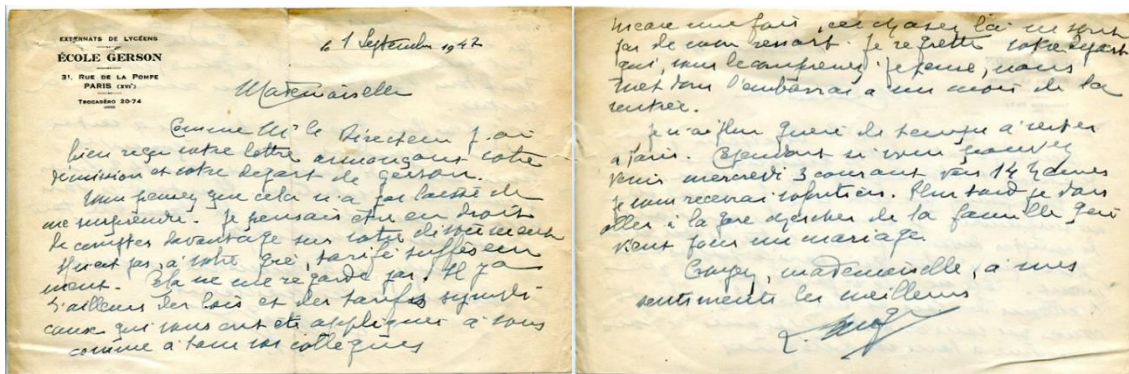 EXTERNATS DE LYCÉENS
ÉCOLE GERSON
31, RUE DE LA POMPE
PARIS (XVIe)
TROCADÉRO 20-74
le 1 Septembre 1942
Mademoiselle
Comme Mr le Directeur j'ai
bien reçu votre lettre annonçant votre
démission et votre départ de Gerson.
Vous pensez que cela n'a pas laissé de
me surprendre. Je pensais être en droit
de compter davantage sur votre dévouement
n'est pas, à votre gré, tarifé suffisam
ment. Cela ne me regarde pas. Il y a
d'ailleurs des lois et des tarifs syndi
caux qui vous ont été appliqués à vous
comme à tous vos collègues
encore une fois, ces choses là ne sont
pas de mon ressort. Je regrette votre départ
qui, vous le comprenez je pense, nous
met dans l'embarras à un mois de la
rentrée.
Je n'ai plus guère de temps à rester
à Paris. Cependant si vous pouvez
venir mercredi 3 courant vers 14 heures
je vous recevrai volontiers. Plus tard je dois
aller à la gare chercher de la famille qui
vient pour un mariage.
Croyez, mademoiselle, à mes
sentiments les meilleurs